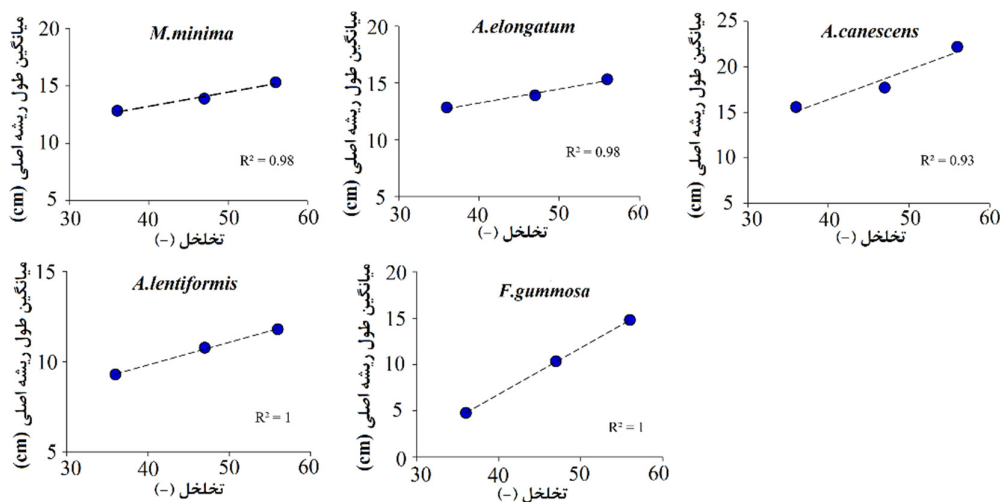 M.minima
میانگین طول ریشه اصلی (cm)
20
15
10
5
R² = 0.98
30 40 50 60
تخلخل (-)
A.elongatum
میانگین طول ریشه اصلی (cm)
20
15
10
5
R² = 0.98
30 40 50 60
تخلخل (-)
A.canescens
میانگین طول ریشه اصلی (cm)
25
20
15
10
5
R² = 0.93
30 40 50 60
تخلخل (-)
A.lentiformis
میانگین طول ریشه اصلی (cm)
15
10
5
R² = 1
30 40 50 60
تخلخل (-)
F.gummosa
میانگین طول ریشه اصلی (cm)
20
15
10
5
0
R² = 1
30 40 50 60
تخلخل (-)